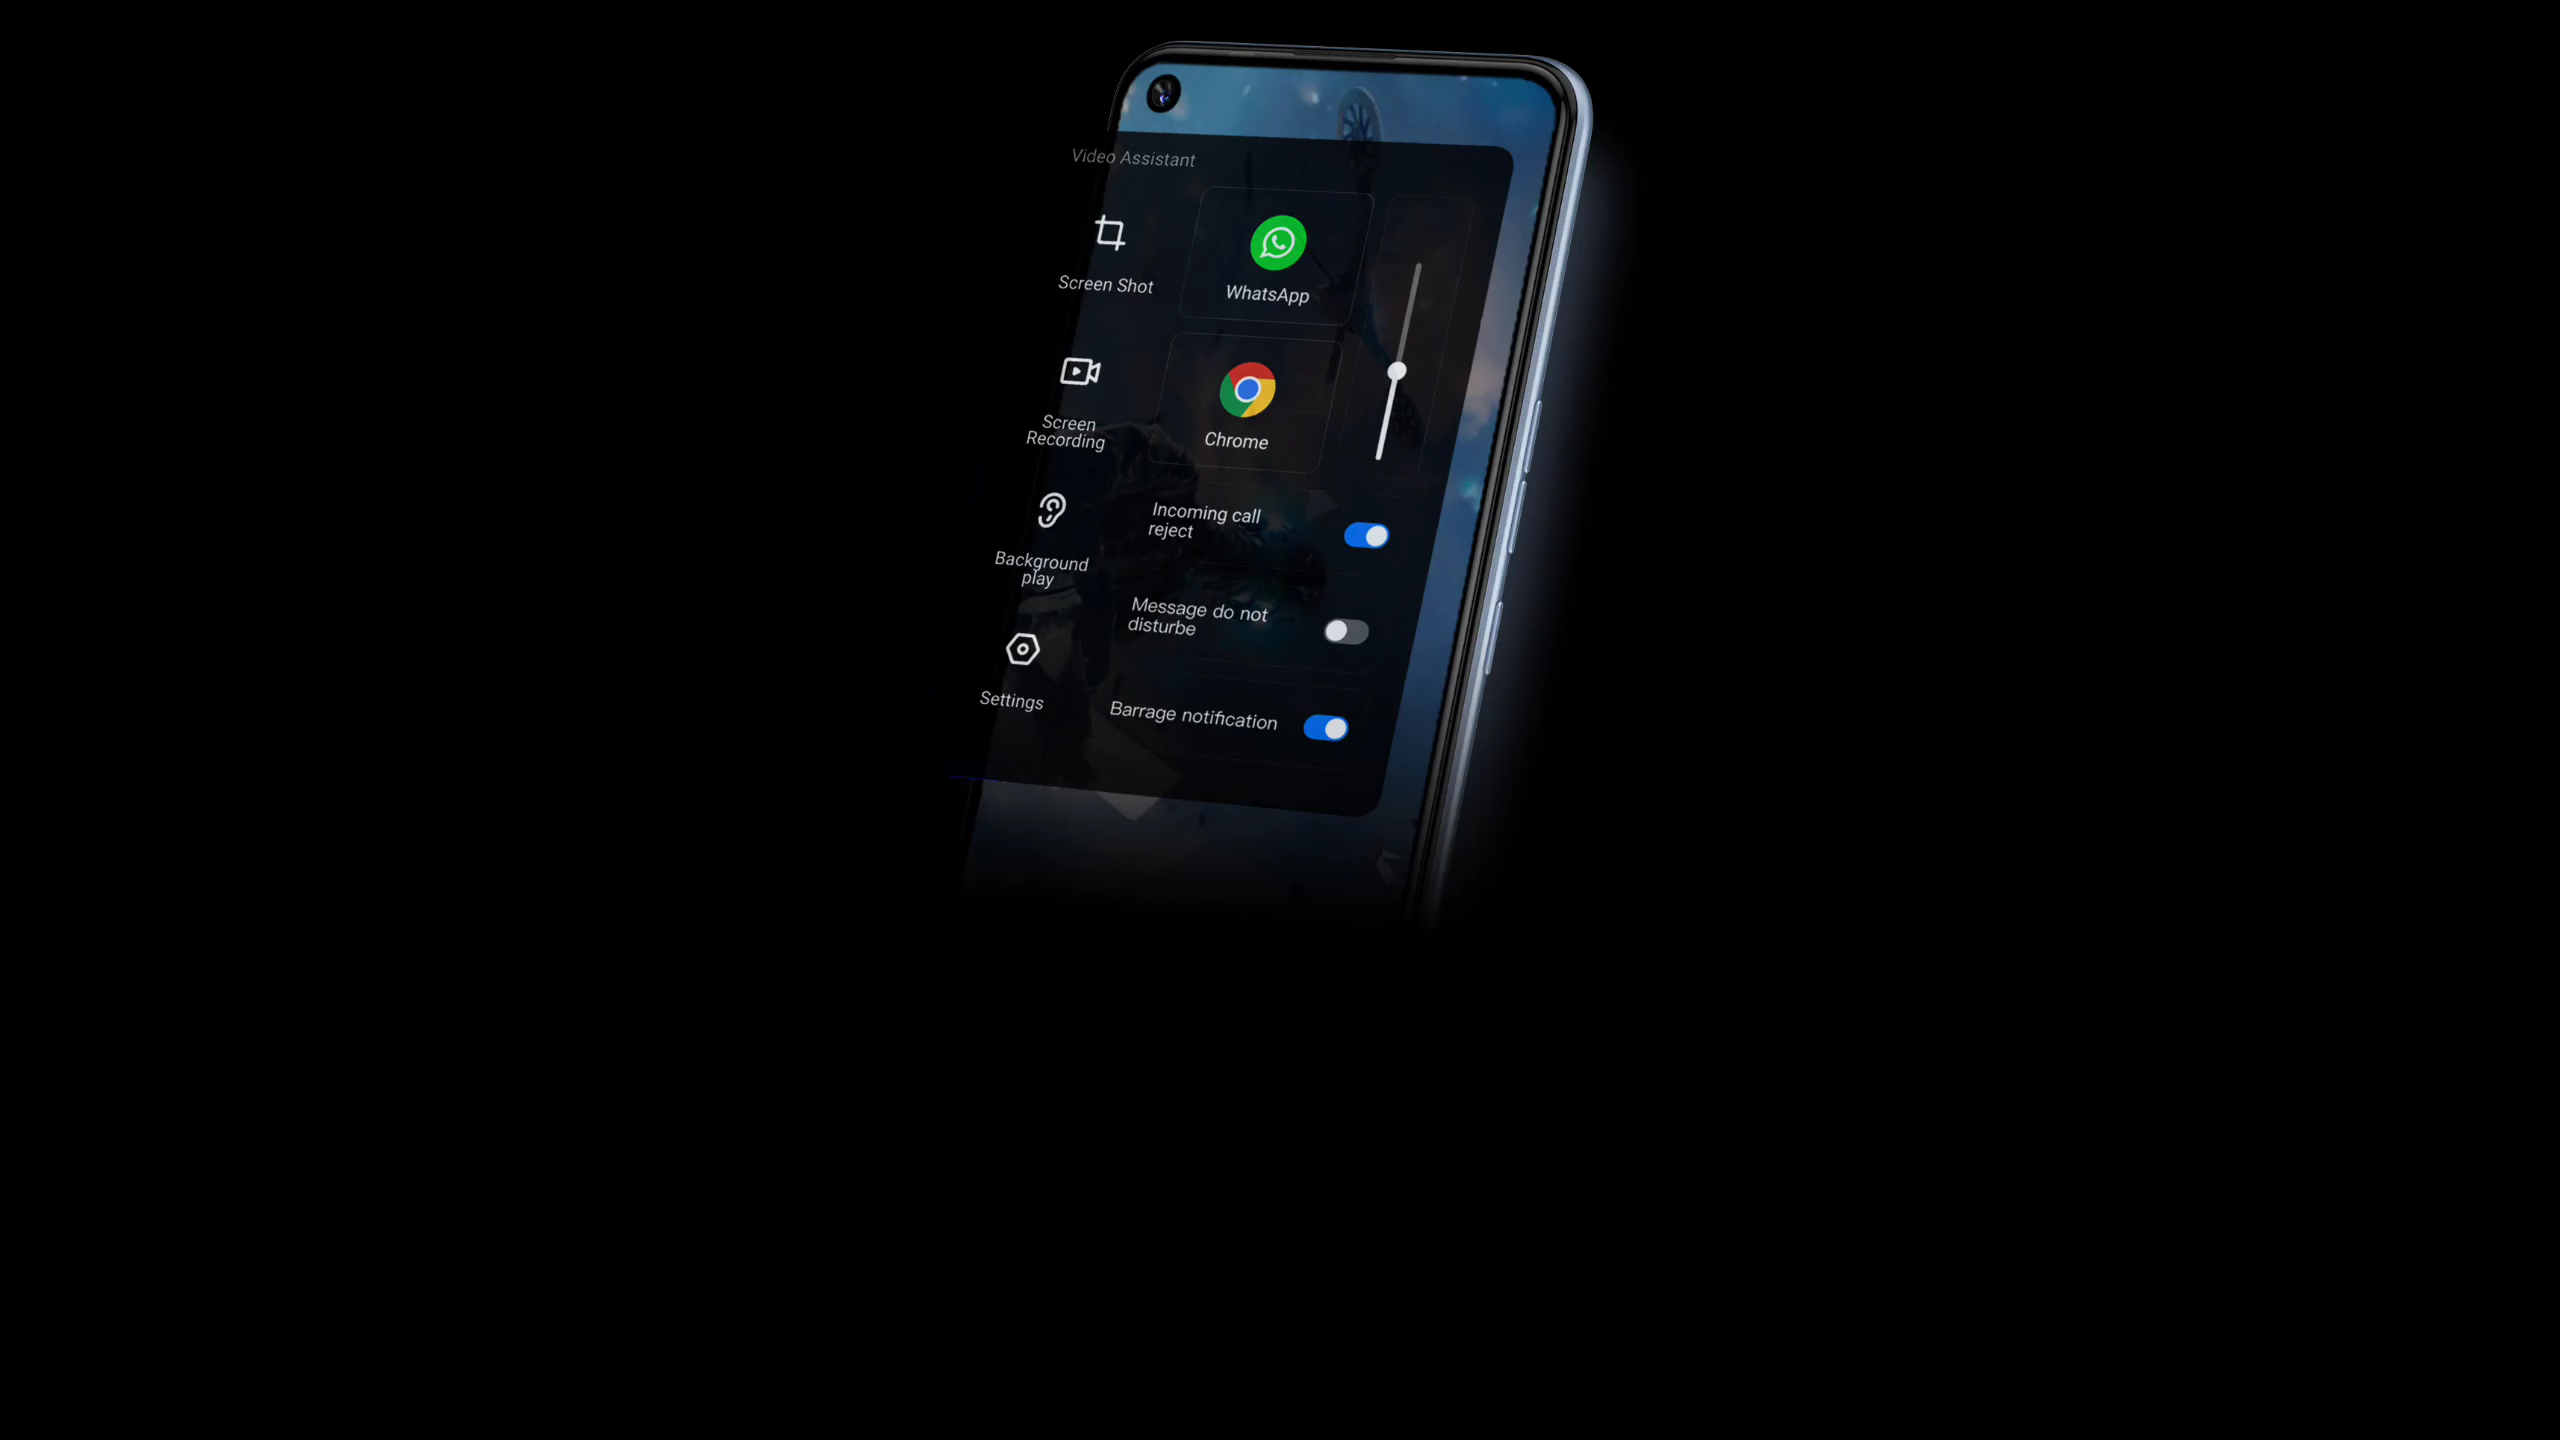 Video Assistant
Screen Shot
WhatsApp
Screen
Recording
Chrome
Background
play
Incoming call
reject
Message do not
disturbe
Settings
Barrage notification